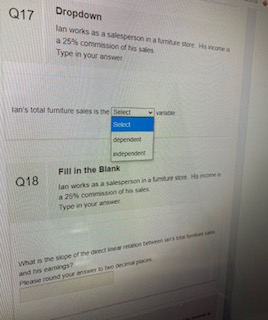 Q17
Dropdown
Ian works as a salesperson in a furniture store. His income is
a 25% commission of his sales.
Type in your answer.
Ian's total furniture sales is the Select variable.
Select
dependent
independent
Q18
Fill in the Blank
Ian works as a salesperson in a furniture store. His income is
a 25% commission of his sales.
Type in your answer.
What is the slope of the direct linear relation between Ian's total furniture sales
and his earnings?
Please round your answer to two decimal places.